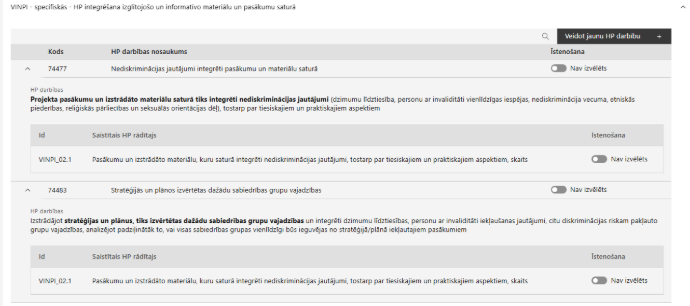 VINPI - specifiskās - HP integrēšana izglītojošo un informatīvo materiālu un pasākumu saturā
Veidot jaunu HP darbību +
Kods HP darbības nosaukums Īstenošana
74477 Nediskriminācijas jautājumi integrēti pasākumu un materiālu saturā Nav izvēlēts
HP darbības
Projekta pasākumu un izstrādāto materiālu saturā tiks integrēti nediskriminācijas jautājumi (dzimumu līdztiesība, personu ar invaliditāti vienlīdzīgas iespējas, nediskriminācija vecuma, etniskās
piederības, reliģiskās pārliecības un seksuālās orientācijas dēļ), tostarp par tiesiskajiem un praktiskajiem aspektiem
Id Saistītais HP rādītājs Īstenošana
VINPI_02.1 Pasākumu un izstrādāto materiālu, kuru saturā integrēti nediskriminācijas jautājumi, tostarp par tiesiskajiem un praktiskajiem aspektiem, skaits Nav izvēlēts
74483 Stratēģijās un plānos izvērtētas dažādu sabiedrības grupu vajadzības Nav izvēlēts
HP darbības
Izstrādājot stratēģijas un plānus, tiks izvērtētas dažādu sabiedrības grupu vajadzības un integrēti dzimumu līdztiesības, personu ar invaliditāti iekļaušanas jautājumi, citu diskriminācijas riskam pakļauto
grupu vajadzības, analizējot padziļinātāk to, vai visas sabiedrības grupas vienlīdzīgi būs ieguvējas no stratēģijā/plānā iekļautajiem pasākumiem
Id Saistītais HP rādītājs Īstenošana
VINPI_02.1 Pasākumu un izstrādāto materiālu, kuru saturā integrēti nediskriminācijas jautājumi, tostarp par tiesiskajiem un praktiskajiem aspektiem, skaits Nav izvēlēts